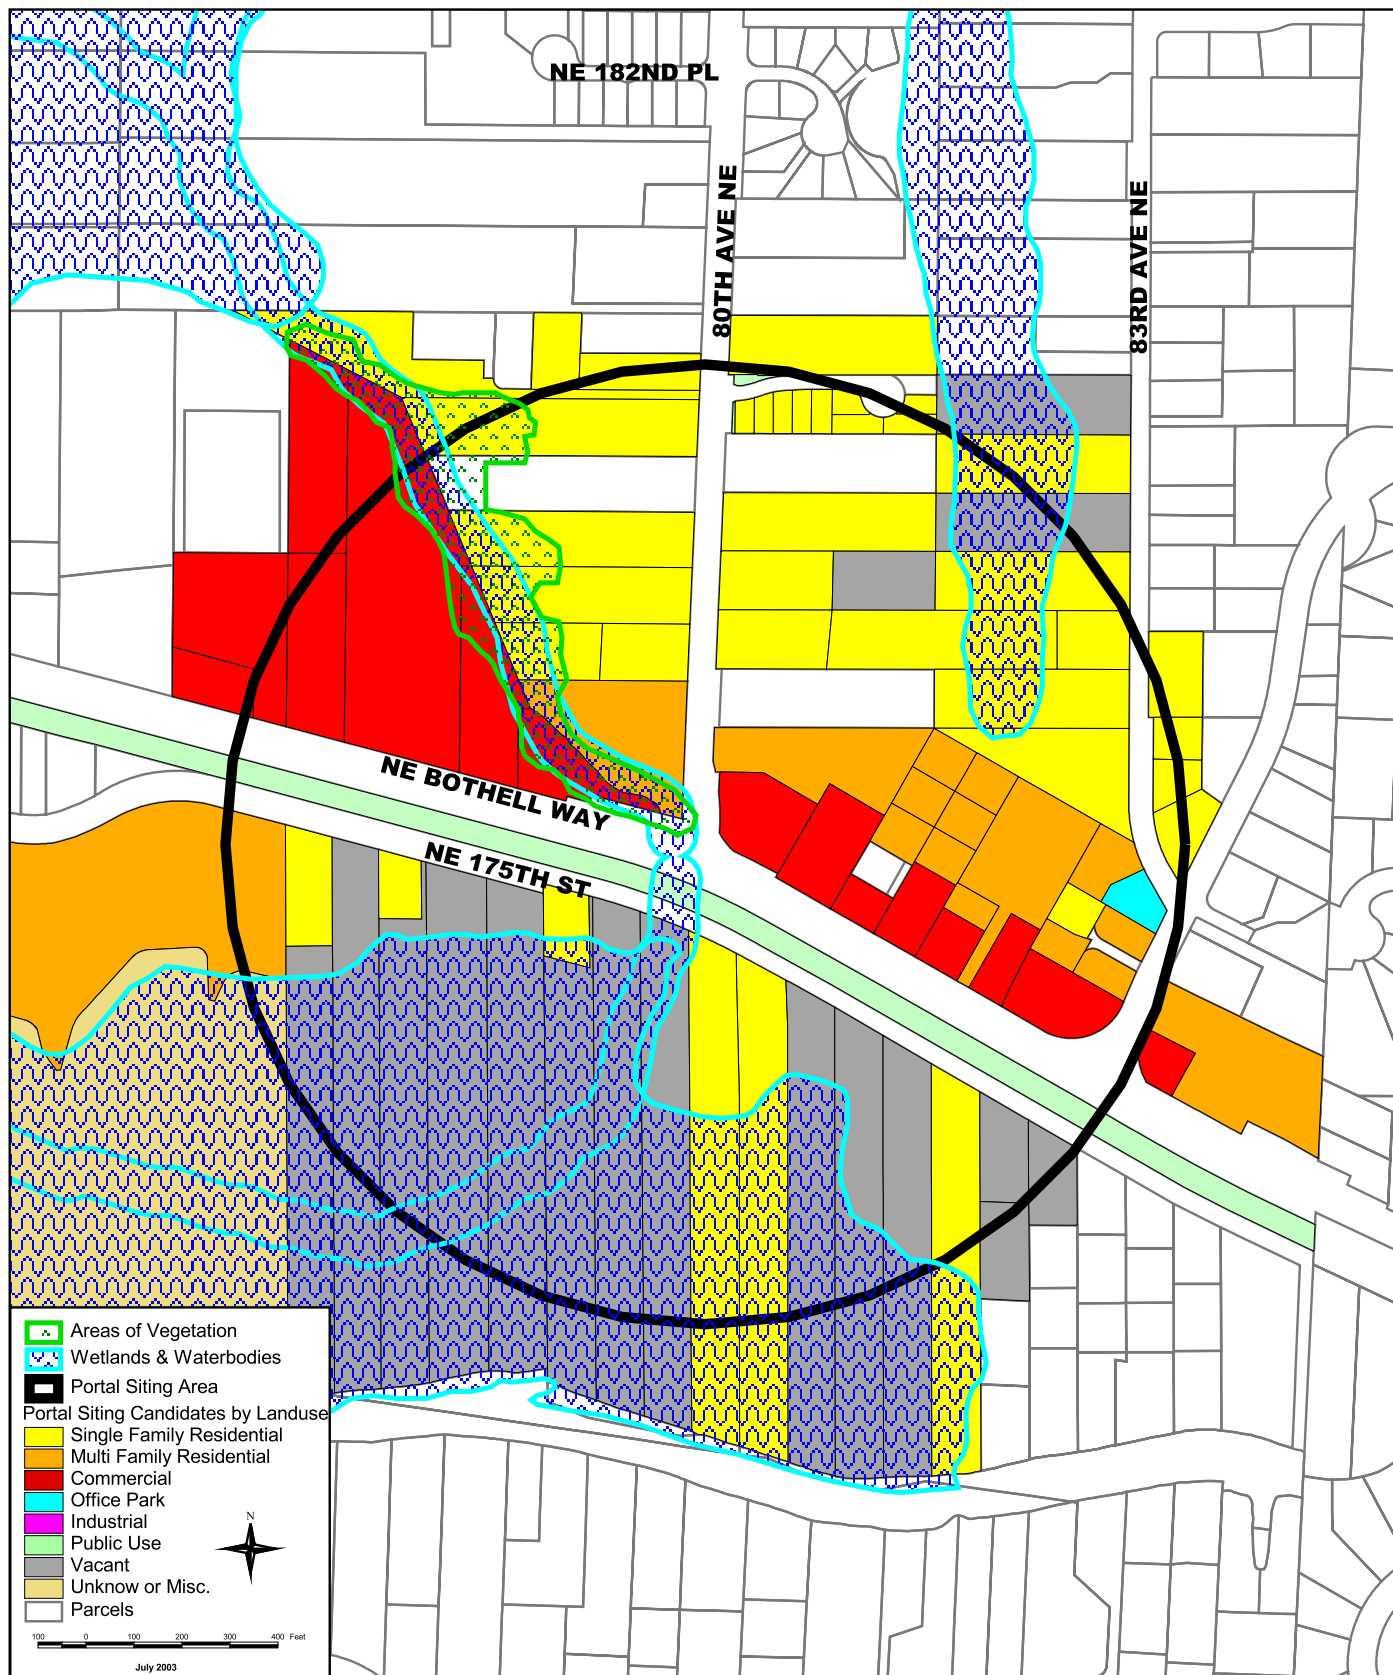 NE 182ND PL
80TH AVE NE
83RD AVE NE
NE BOTHELL WAY
NE 175TH ST
Areas of Vegetation
Wetlands & Waterbodies
Portal Siting Area
Portal Siting Candidates by Landuse
Single Family Residential
Multi Family Residential
Commercial
Office Park
Industrial
Public Use
Vacant
Unknow or Misc.
Parcels
N
100 0 100 200 300 400 Feet
July 2003